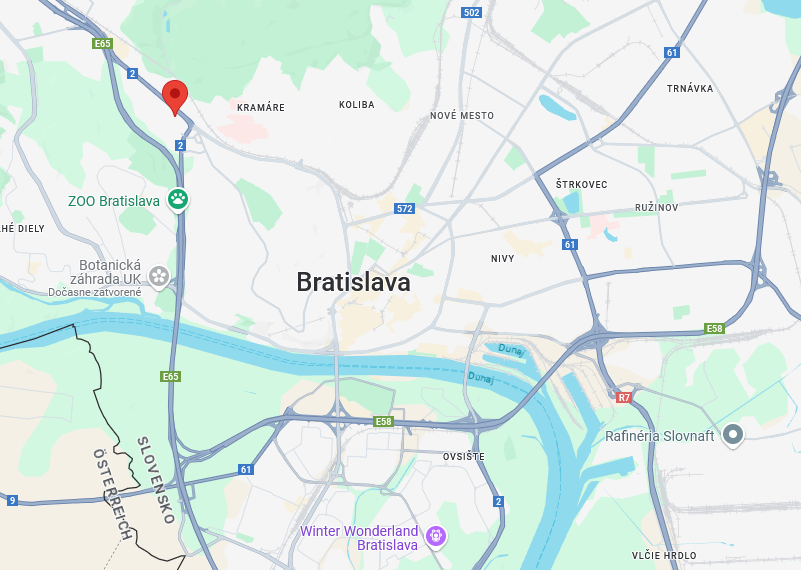 502
E65
61
2
TRNÁVKA
KRAMÁRE
KOLIBA
NOVÉ MESTO
2
ŠTRKOVEC
ZOO Bratislava
572
RUŽINOV
HÉ DIELY
61
NIVY
Botanická
záhrada UK
Dočasne zatvorené
Bratislava
E58
Dunaj
E65
Dunaj
R7
E58
Rafinéria Slovnaft
SLOVENSKO
ÖSTERREICH
OVSIŠTE
61
9
2
Winter Wonderland
Bratislava
VLČIE HRDLO